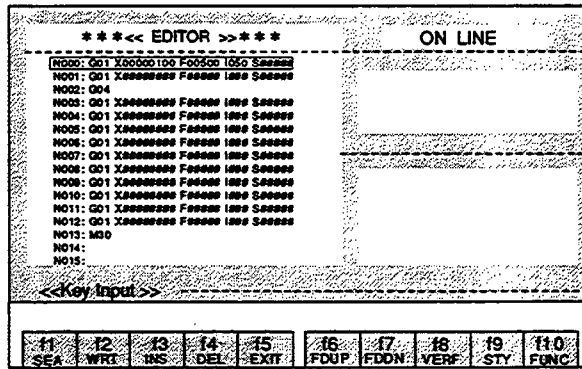 ***<< EDITOR >>***
ON LINE
N000: G01 X00000100 F00500 I050 S#####
N001: G01 X######## F##### I### S#####
N002: G04
N003: G01 X######## F##### I### S#####
N004: G01 X######## F##### I### S#####
N005: G01 X######## F##### I### S#####
N006: G01 X######## F##### I### S#####
N007: G01 X######## F##### I### S#####
N008: G01 X######## F##### I### S#####
N009: G01 X######## F##### I### S#####
N010: G01 X######## F##### I### S#####
N011: G01 X######## F##### I### S#####
N012: G01 X######## F##### I### S#####
N013: M30
N014:
N015:
<<Key Input>>
f1 f2 f3 f4 f5 f6 f7 f8 f9 f10
SEA WRT INS DEL EXIT FDUP FDDN VERF STY FUNC